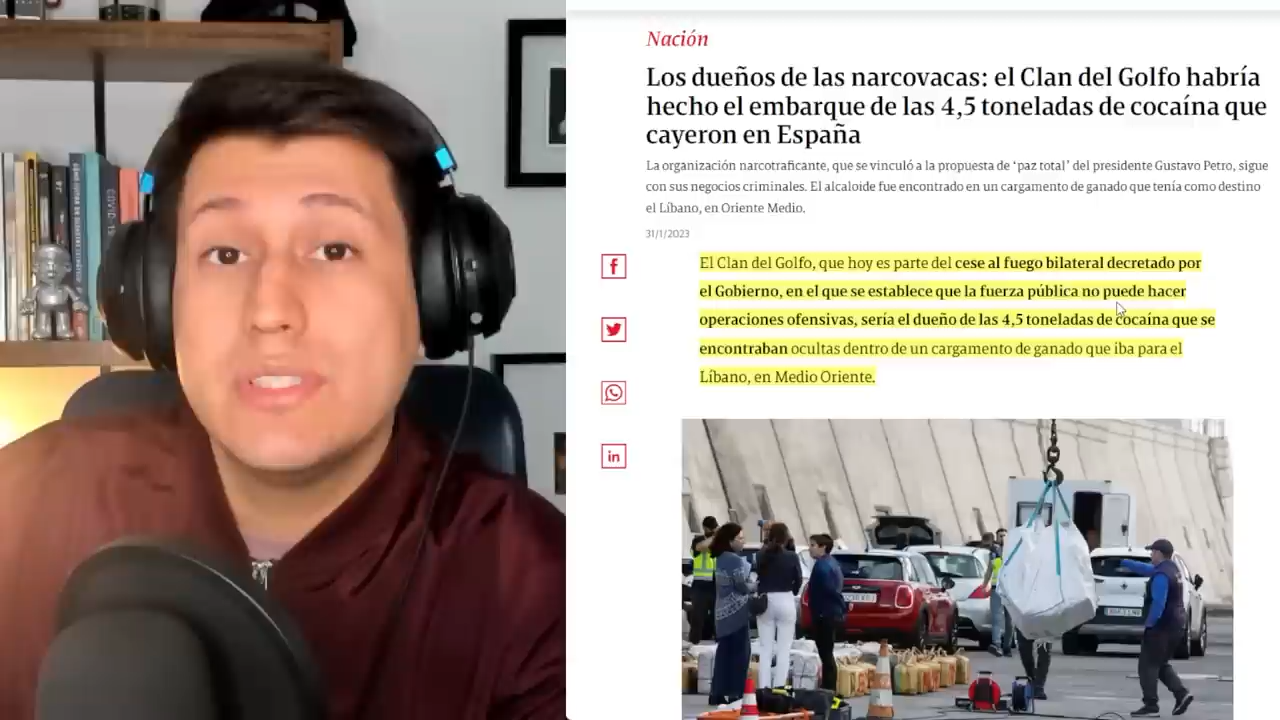 Nación
Los dueños de las narcovacas: el Clan del Golfo habría
hecho el embarque de las 4,5 toneladas de cocaína que
cayeron en España
La organización narcotraficante, que se vinculó a la propuesta de ‘paz total’ del presidente Gustavo Petro, sigue
con sus negocios criminales. El alcaloide fue encontrado en un cargamento de ganado que tenía como destino
el Líbano, en Oriente Medio.
31/1/2023
El Clan del Golfo, que hoy es parte del cese al fuego bilateral decretado por
el Gobierno, en el que se establece que la fuerza pública no puede hacer
operaciones ofensivas, sería el dueño de las 4,5 toneladas de cocaína que se
encontraban ocultas dentro de un cargamento de ganado que iba para el
Líbano, en Medio Oriente.
in
COVID-19